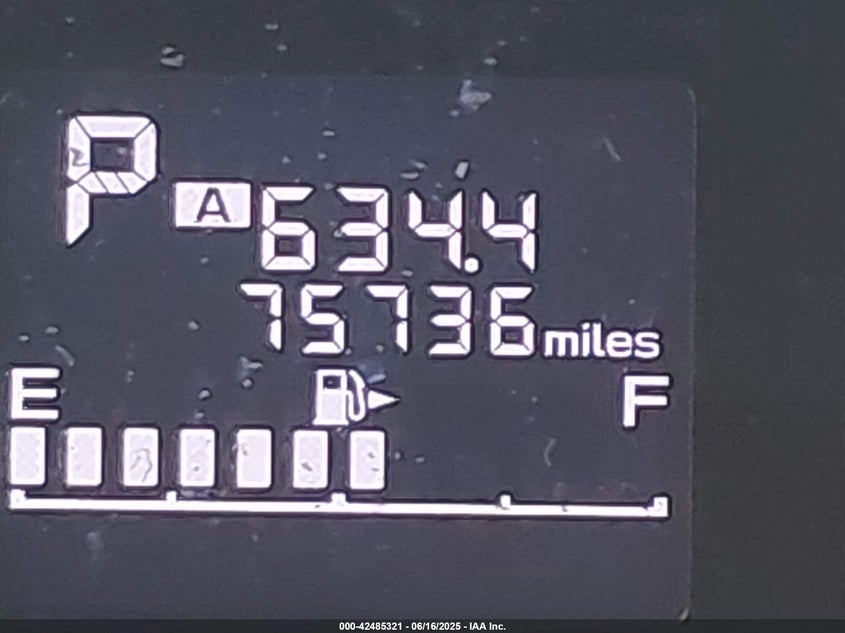 P
A 634.4
75736 miles
E F
000-42485321 - 06/16/2025 - IAA Inc.